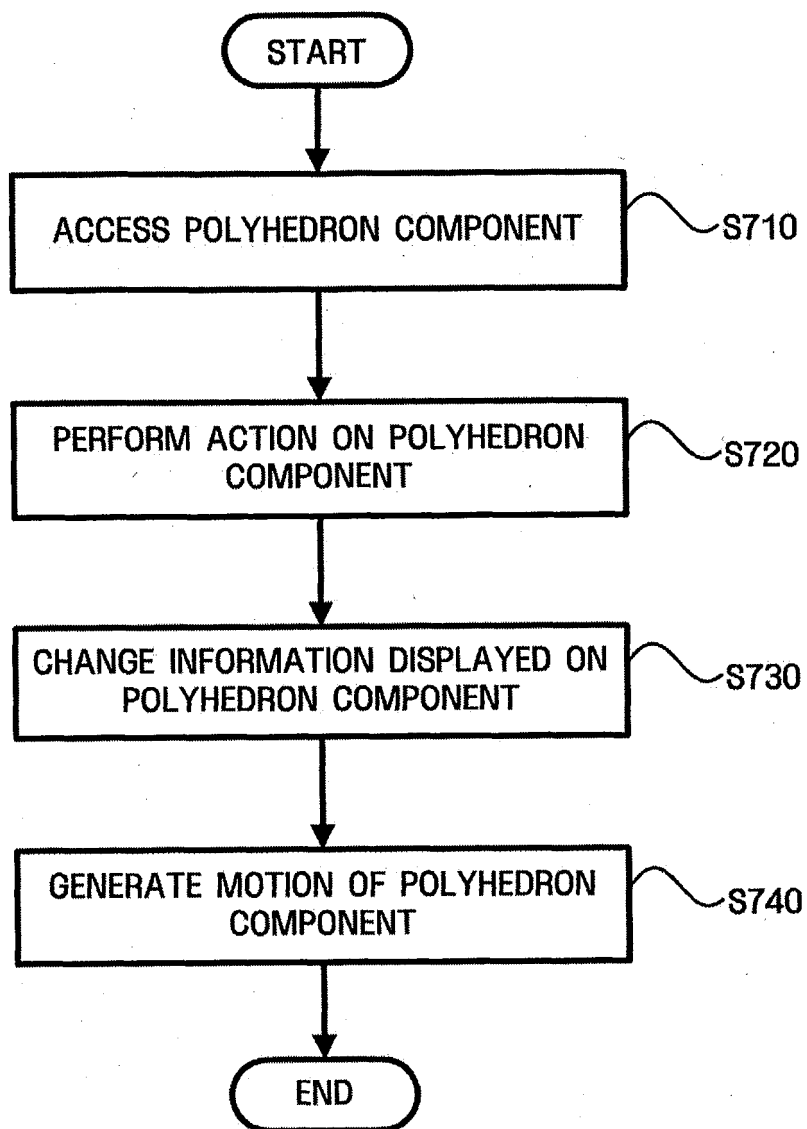 START
ACCESS POLYHEDRON COMPONENT
S710
PERFORM ACTION ON POLYHEDRON
COMPONENT
S720
CHANGE INFORMATION DISPLAYED ON
POLYHEDRON COMPONENT
S730
GENERATE MOTION OF POLYHEDRON
COMPONENT
S740
END